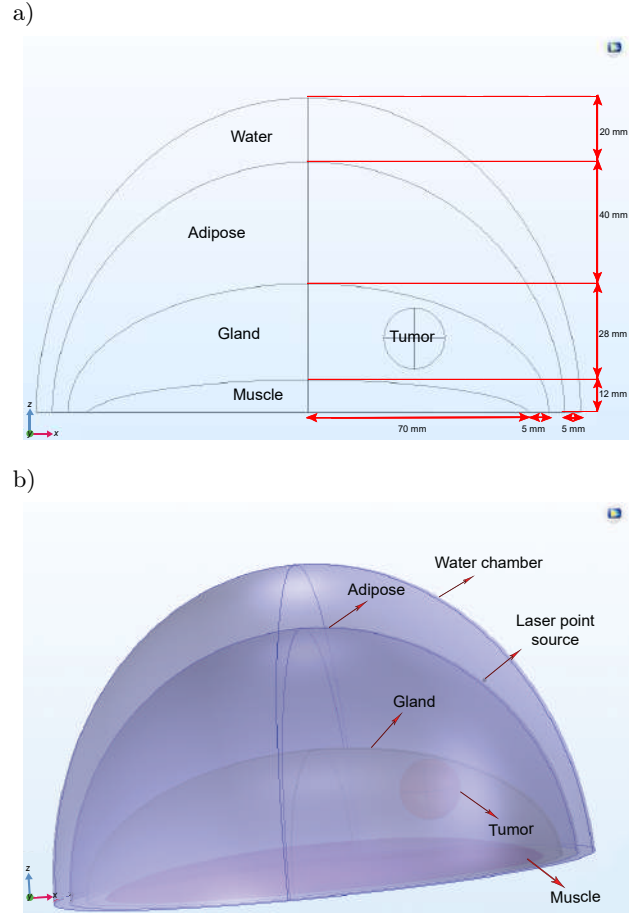 a)
Water
20 mm
Adipose
40 mm
Gland
Tumor
28 mm
Muscle
12 mm
z
y
x
70 mm
5 mm
5 mm
b)
Water chamber
Adipose
Laser point
source
Gland
Tumor
Muscle
z
y
x